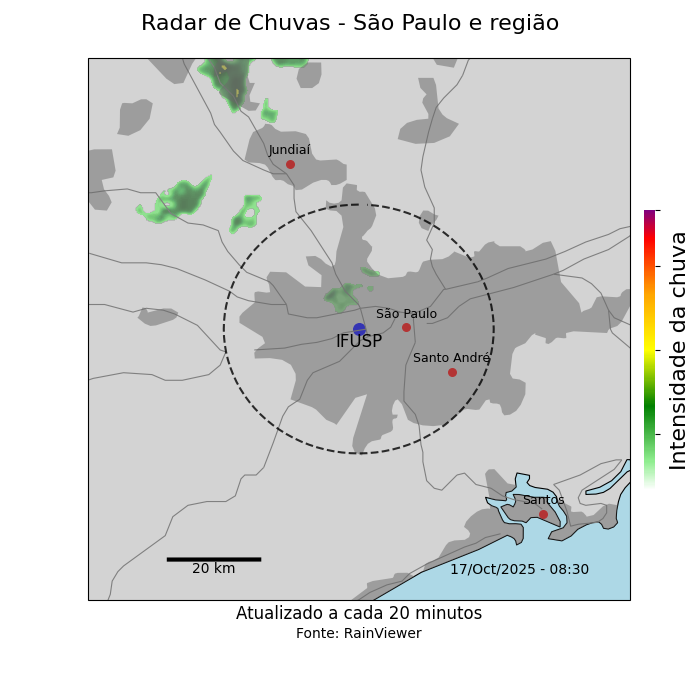 Radar de Chuvas - São Paulo e região
Jundiaí
São Paulo
IFUSP
Santo André
Santos
20 km
17/Oct/2025 - 08:30
Intensidade da chuva
Atualizado a cada 20 minutos
Fonte: RainViewer